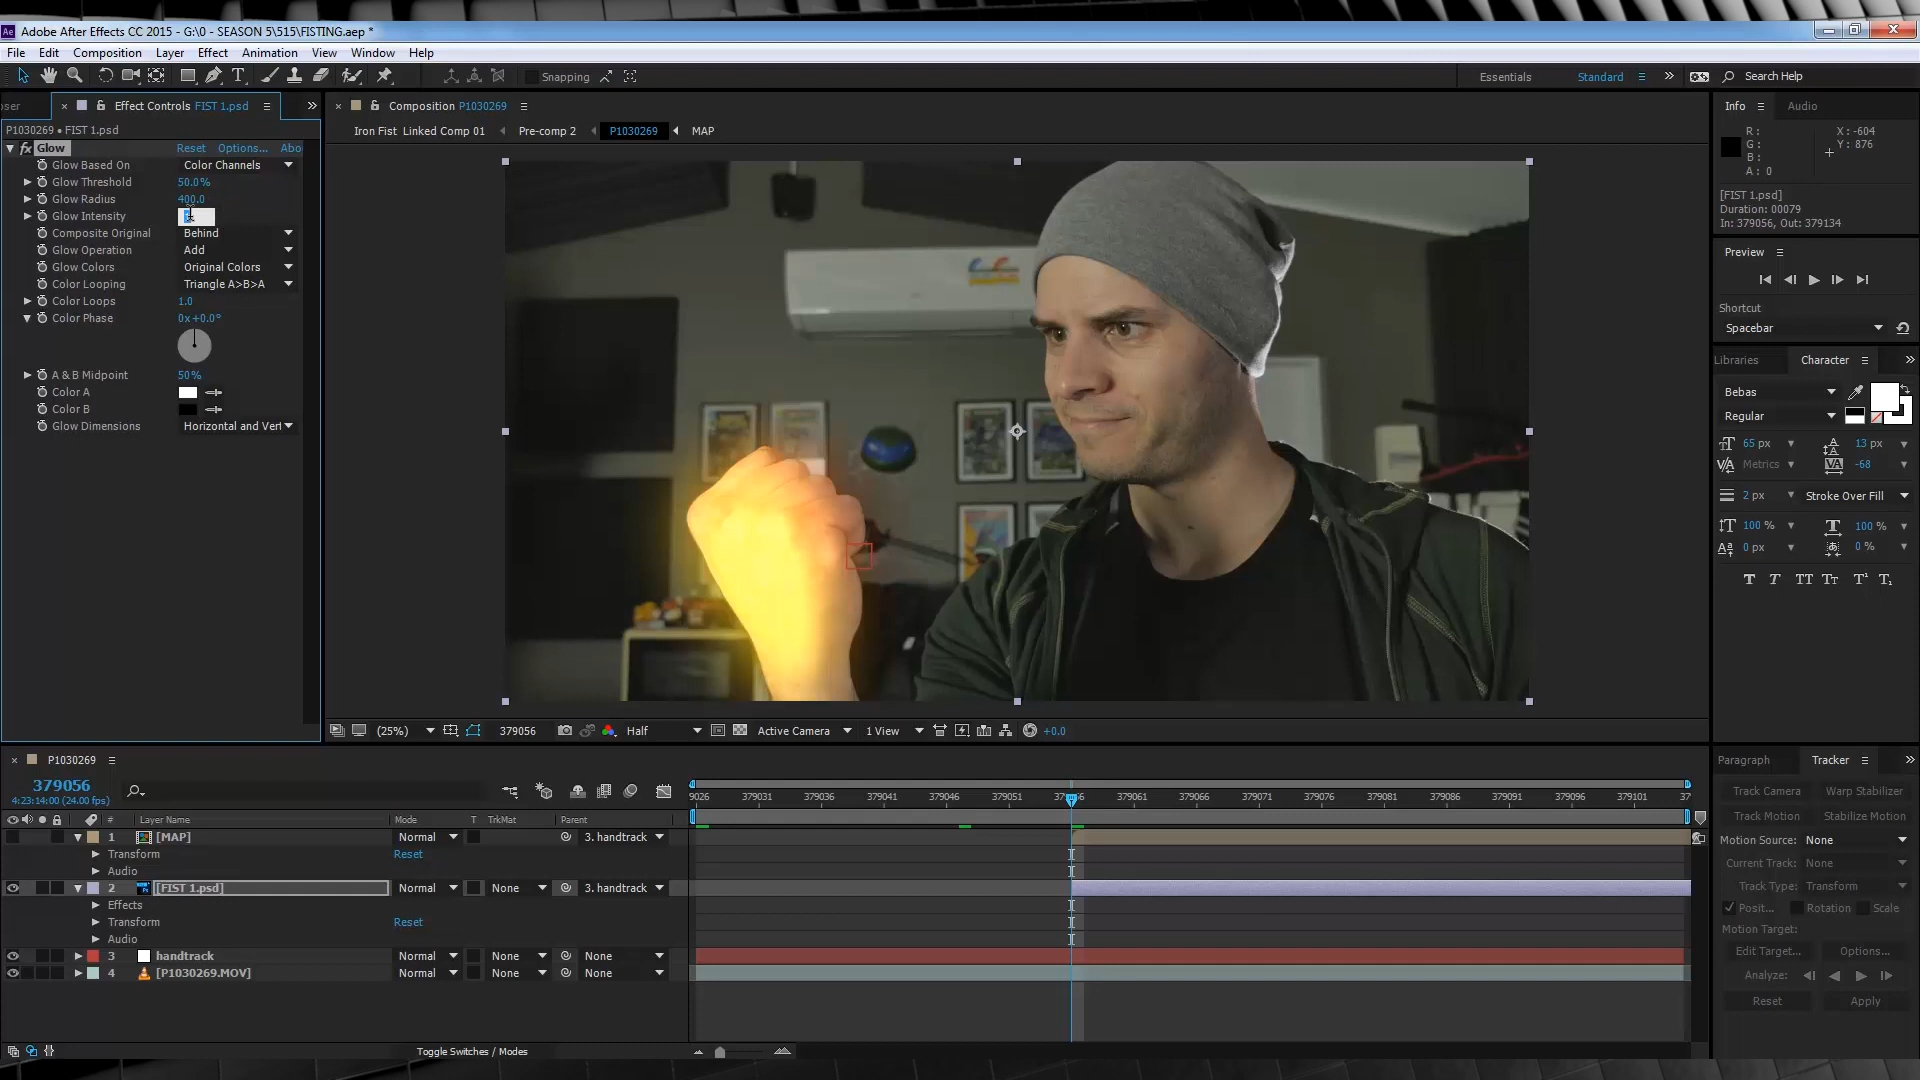 Adobe After Effects CC 2015 - G:\0 - SEASON 5\515\FISTING.aep *
File Edit Composition Layer Effect Animation View Window Help
Snapping Essentials Standard Search Help
Effect Controls FIST 1.psd
P1030269 • FIST 1.psd
fx Glow Reset Options... Abo
Glow Based On Color Channels
Glow Threshold 50.0%
Glow Radius 400.0
Glow Intensity
Composite Original Behind
Glow Operation Add
Glow Colors Original Colors
Color Looping Triangle A>B>A
Color Loops 1.0
Color Phase 0x+0.0°
A & B Midpoint 50%
Color A
Color B
Glow Dimensions Horizontal and Vert
Composition P1030269
Iron Fist Linked Comp 01 Pre-comp 2 P1030269 MAP
(25%) 379056 Half Active Camera 1 View +0.0
Info Audio
R: X: -604
G: Y: 876
B:
A: 0
[FIST 1.psd]
Duration: 00079
In: 379056, Out: 379134
Preview
Shortcut
Spacebar
Libraries Character
Bebas
Regular
65 px 13 px
Metrics -68
2 px Stroke Over Fill
100 % 100 %
0 px 0 %
T T TT Tt T¹ T₁
P1030269
379056
4:23:14:00 (24.00 fps)
9026 379031 379036 379041 379046 379051 379061 379066 379071 379076 379081 379086 379091 379096 379101 37
# Layer Name Mode T TrkMat Parent
1 [MAP] Normal 3. handtrack
Transform Reset
Audio
2 [FIST 1.psd] Normal None 3. handtrack
Effects
Transform Reset
Audio
3 handtrack Normal None None
4 [P1030269.MOV] Normal None None
Toggle Switches / Modes
Paragraph Tracker
Track Camera Warp Stabilizer
Track Motion Stabilize Motion
Motion Source: None
Current Track: None
Track Type: Transform
Posit... Rotation Scale
Motion Target:
Edit Target... Options...
Analyze:
Reset Apply